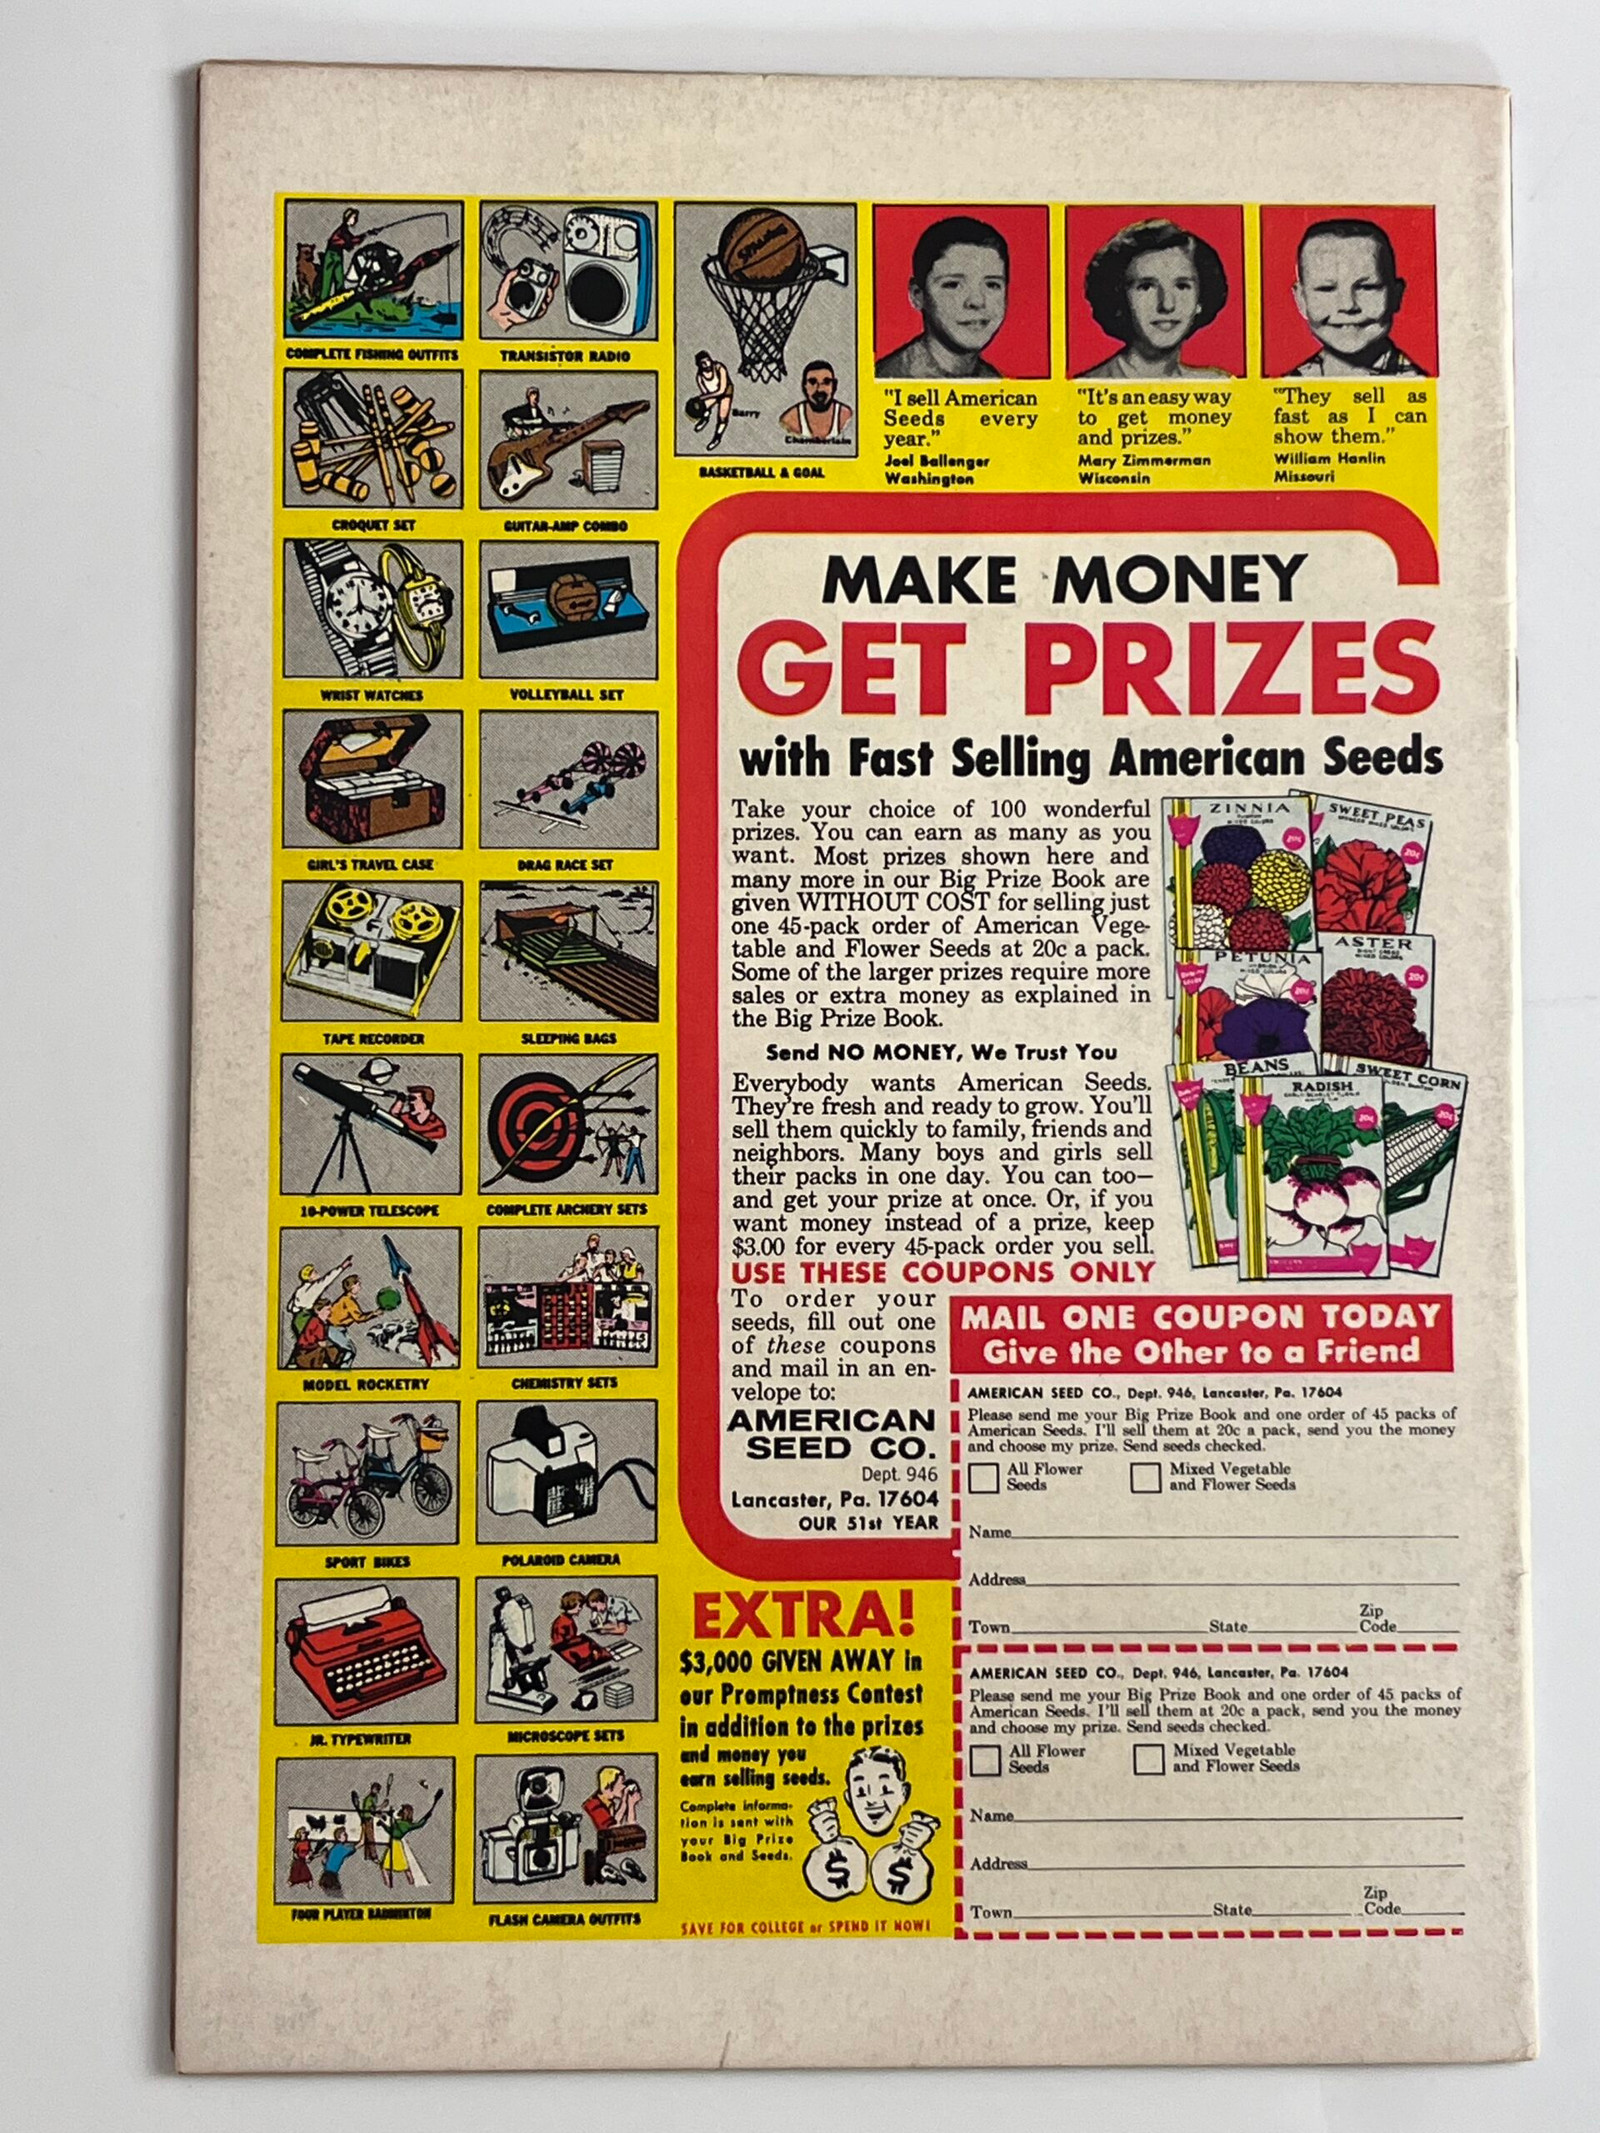 COMPLETE FISHING OUTFITS
TRANSISTOR RADIO
Spalding
Barry
Chamberlain
BASKETBALL & GOAL
CROQUET SET
GUITAR-AMP COMBO
WRIST WATCHES
VOLLEYBALL SET
GIRL'S TRAVEL CASE
DRAG RACE SET
TAPE RECORDER
SLEEPING BAGS
10-POWER TELESCOPE
COMPLETE ARCHERY SETS
MODEL ROCKETRY
CHEMISTRY SETS
SPORT BIKES
POLAROID CAMERA
JR. TYPEWRITER
MICROSCOPE SETS
FOUR PLAYER BADMINTON
FLASH CAMERA OUTFITS
"I sell American
Seeds every
year."
Joel Ballenger
Washington
"It's an easy way
to get money
and prizes."
Mary Zimmerman
Wisconsin
"They sell as
fast as I can
show them."
William Hanlin
Missouri
MAKE MONEY
GET PRIZES
with Fast Selling American Seeds
Take your choice of 100 wonderful
prizes. You can earn as many as you
want. Most prizes shown here and
many more in our Big Prize Book are
given WITHOUT COST for selling just
one 45-pack order of American Vege-
table and Flower Seeds at 20c a pack.
Some of the larger prizes require more
sales or extra money as explained in
the Big Prize Book.
Send NO MONEY, We Trust You
Everybody wants American Seeds.
They're fresh and ready to grow. You'll
sell them quickly to family, friends and
neighbors. Many boys and girls sell
their packs in one day. You can too—
and get your prize at once. Or, if you
want money instead of a prize, keep
$3.00 for every 45-pack order you sell.
USE THESE COUPONS ONLY
To order your
seeds, fill out one
of these coupons
and mail in an en-
velope to:
AMERICAN
SEED CO.
Dept. 946
Lancaster, Pa. 17604
OUR 51st YEAR
ZINNIA
20c
SWEET PEAS
20c
PETUNIA
MIXED COLORS
20c
ASTER
MIXED COLORS
20c
BEANS
RADISH
20c
SWEET CORN
20c
MAIL ONE COUPON TODAY
Give the Other to a Friend
AMERICAN SEED CO., Dept. 946, Lancaster, Pa. 17604
Please send me your Big Prize Book and one order of 45 packs of
American Seeds. I'll sell them at 20c a pack, send you the money
and choose my prize. Send seeds checked.
All Flower
Seeds
Mixed Vegetable
and Flower Seeds
Name
Address
Town State Zip Code
AMERICAN SEED CO., Dept. 946, Lancaster, Pa. 17604
Please send me your Big Prize Book and one order of 45 packs of
American Seeds. I'll sell them at 20c a pack, send you the money
and choose my prize. Send seeds checked.
All Flower
Seeds
Mixed Vegetable
and Flower Seeds
Name
Address
Town State Zip Code
EXTRA!
$3,000 GIVEN AWAY in
our Promptness Contest
in addition to the prizes
and money you
earn selling seeds.
Complete informa-
tion is sent with
your Big Prize
Book and Seeds.
$ $
SAVE FOR COLLEGE or SPEND IT NOW!